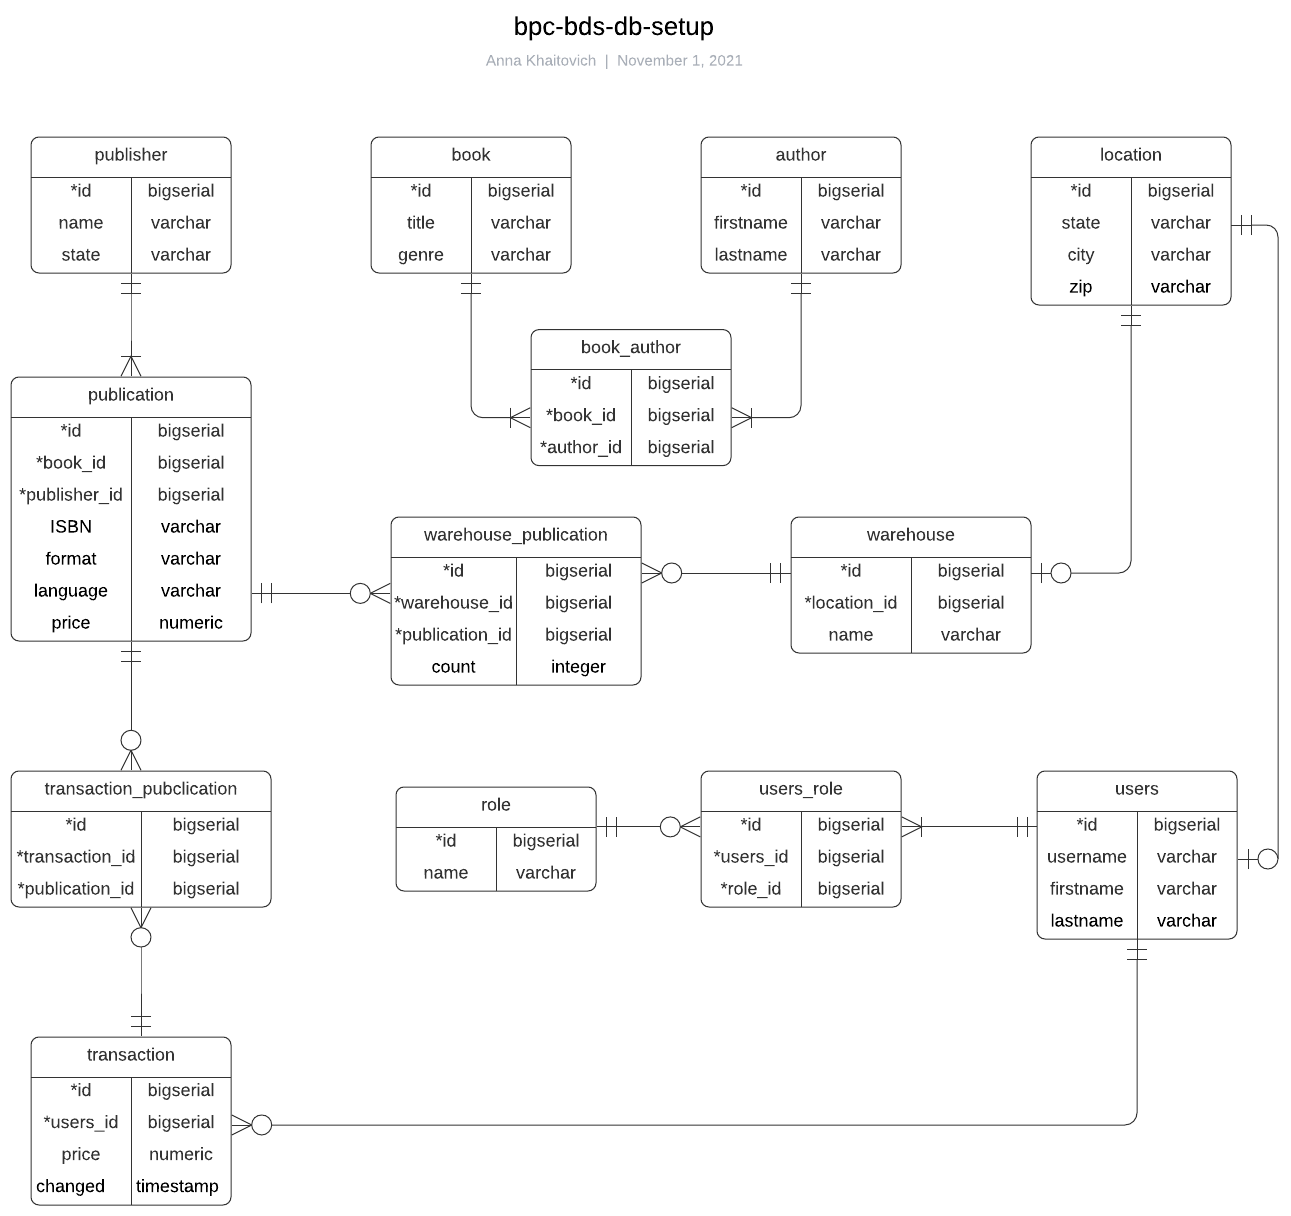 bpc-bds-db-setup
Anna Khaitovich | November 1, 2021
publisher
*id bigserial
name varchar
state varchar
book
*id bigserial
title varchar
genre varchar
author
*id bigserial
firstname varchar
lastname varchar
location
*id bigserial
state varchar
city varchar
zip varchar
book_author
*id bigserial
*book_id bigserial
*author_id bigserial
publication
*id bigserial
*book_id bigserial
*publisher_id bigserial
ISBN varchar
format varchar
language varchar
price numeric
warehouse_publication
*id bigserial
*warehouse_id bigserial
*publication_id bigserial
count integer
warehouse
*id bigserial
*location_id bigserial
name varchar
transaction_pubclication
*id bigserial
*transaction_id bigserial
*publication_id bigserial
role
*id bigserial
name varchar
users_role
*id bigserial
*users_id bigserial
*role_id bigserial
users
*id bigserial
username varchar
firstname varchar
lastname varchar
transaction
*id bigserial
*users_id bigserial
price numeric
changed timestamp